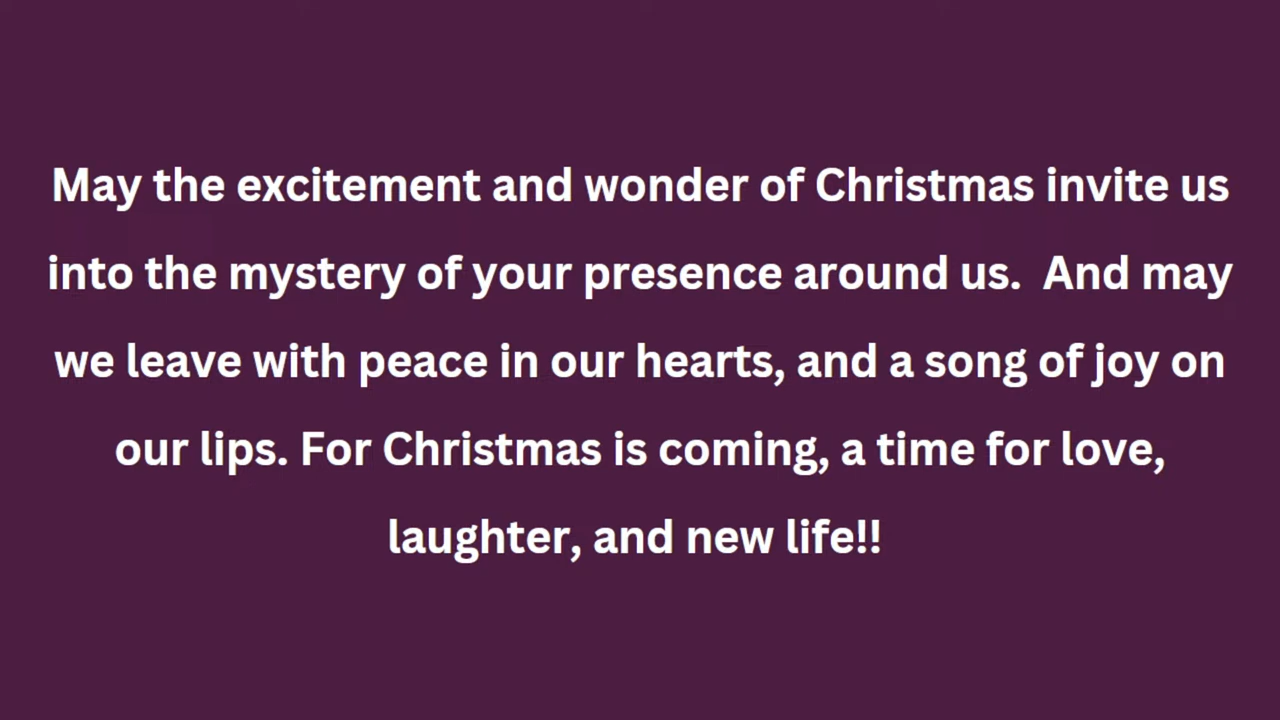 May the excitement and wonder of Christmas invite us
into the mystery of your presence around us.  And may
we leave with peace in our hearts, and a song of joy on
our lips. For Christmas is coming, a time for love,
laughter, and new life!!